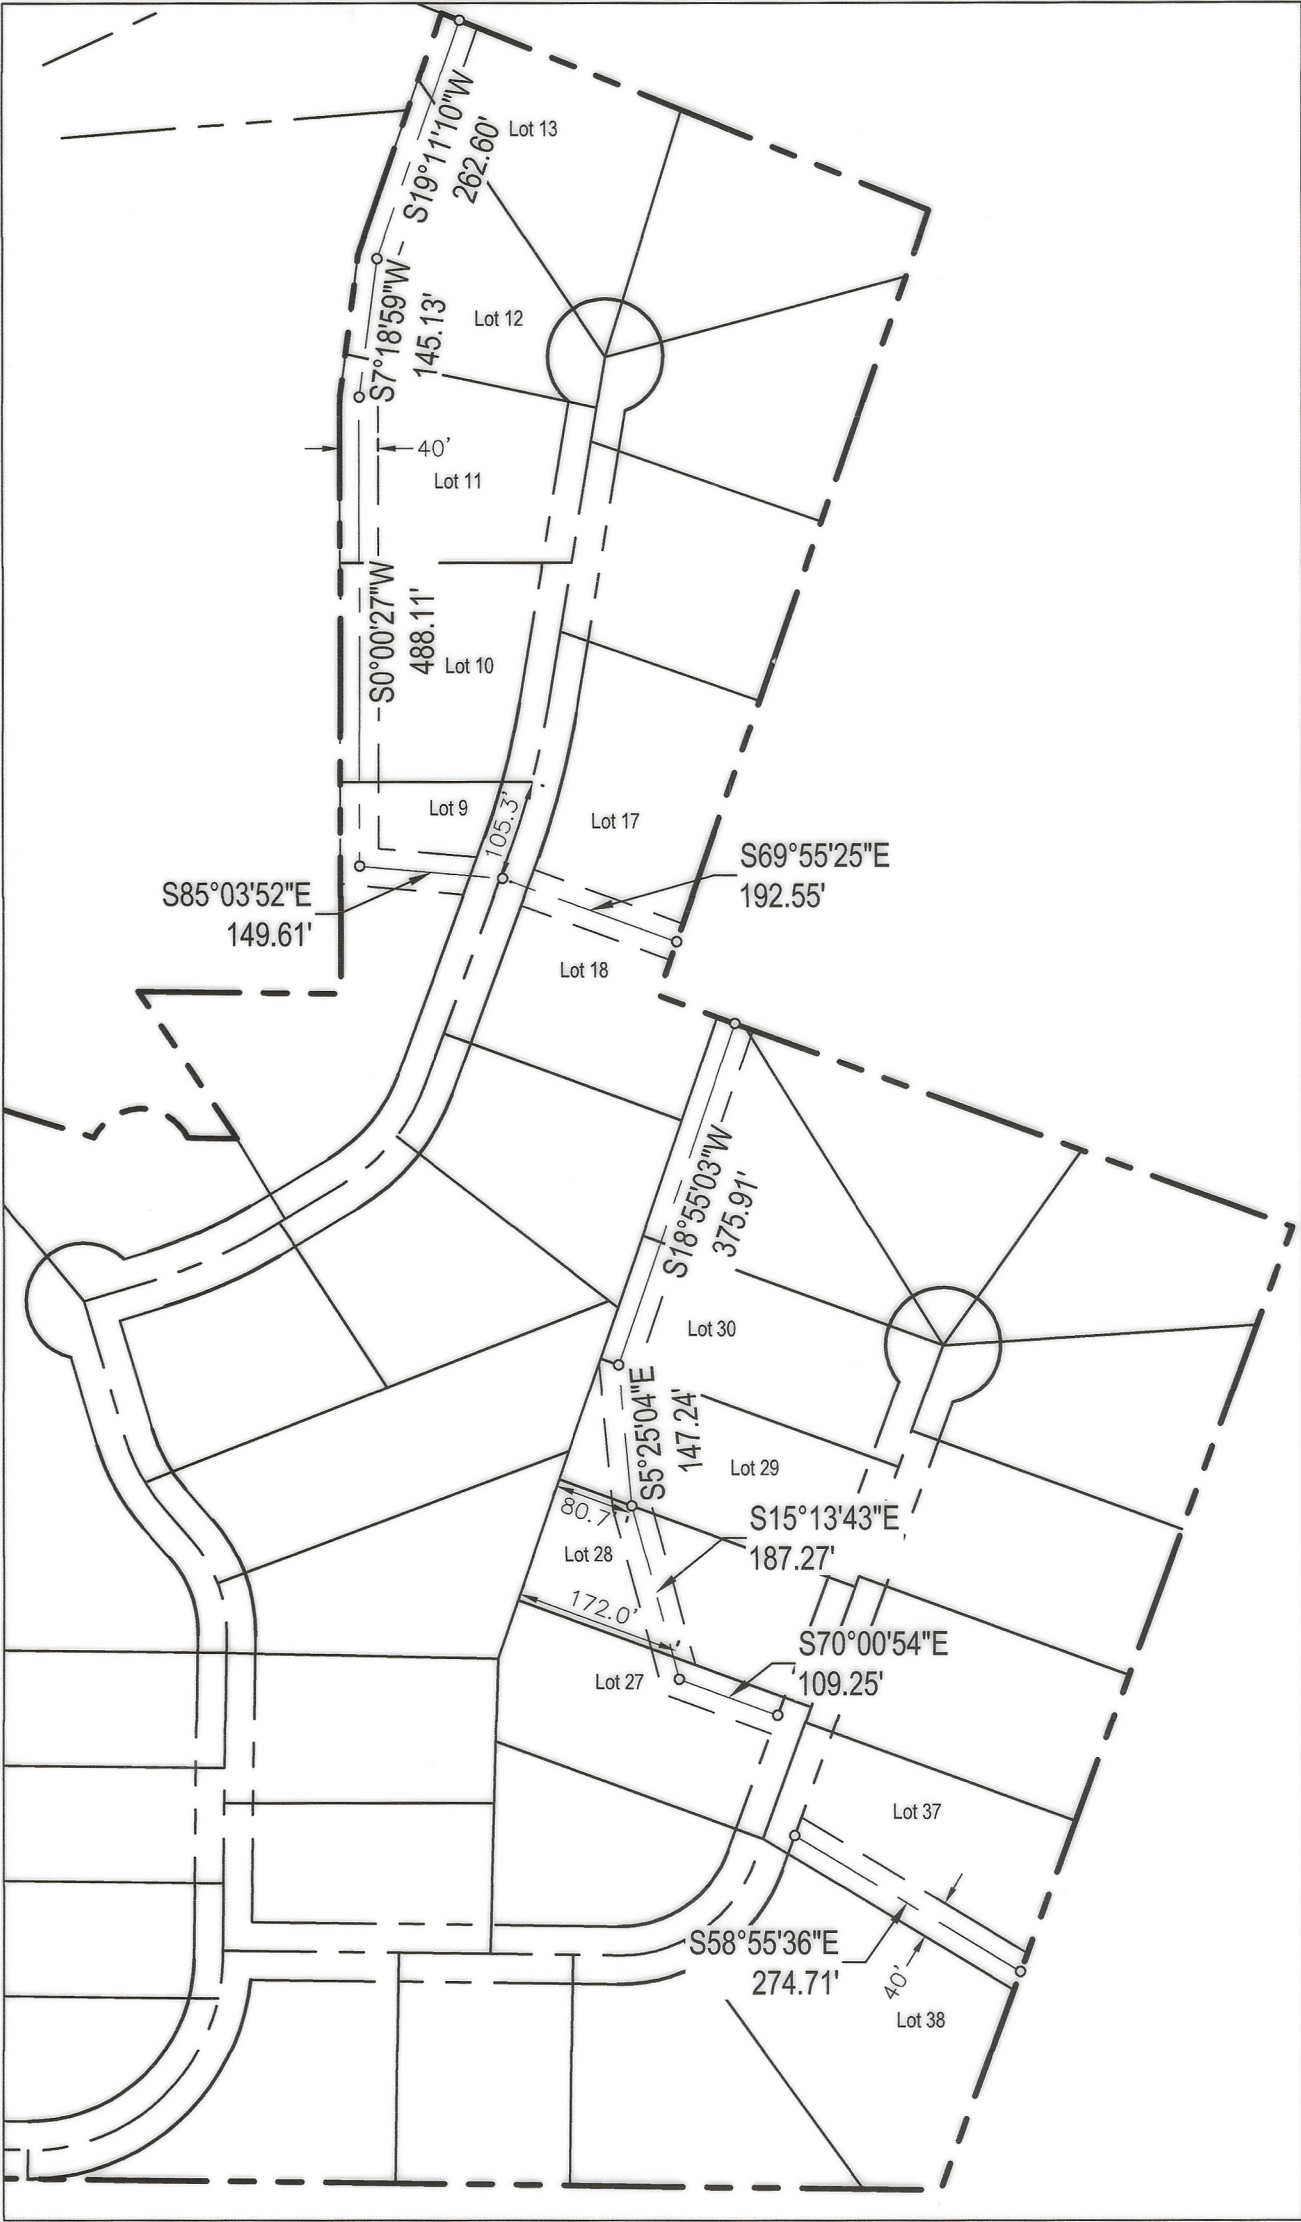 Lot 13
S19°11'10"W
262.60'
S7°18'59"W
145.13'
Lot 12
40'
Lot 11
S0°00'27"W
488.11'
Lot 10
Lot 9
105.3'
Lot 17
S69°55'25"E
192.55'
S85°03'52"E
149.61'
Lot 18
S18°55'03"W
375.91'
Lot 30
S5°25'04"E
147.24'
Lot 29
80.7'
S15°13'43"E
187.27'
Lot 28
172.0'
S70°00'54"E
109.25'
Lot 27
Lot 37
S58°55'36"E
274.71'
40'
Lot 38